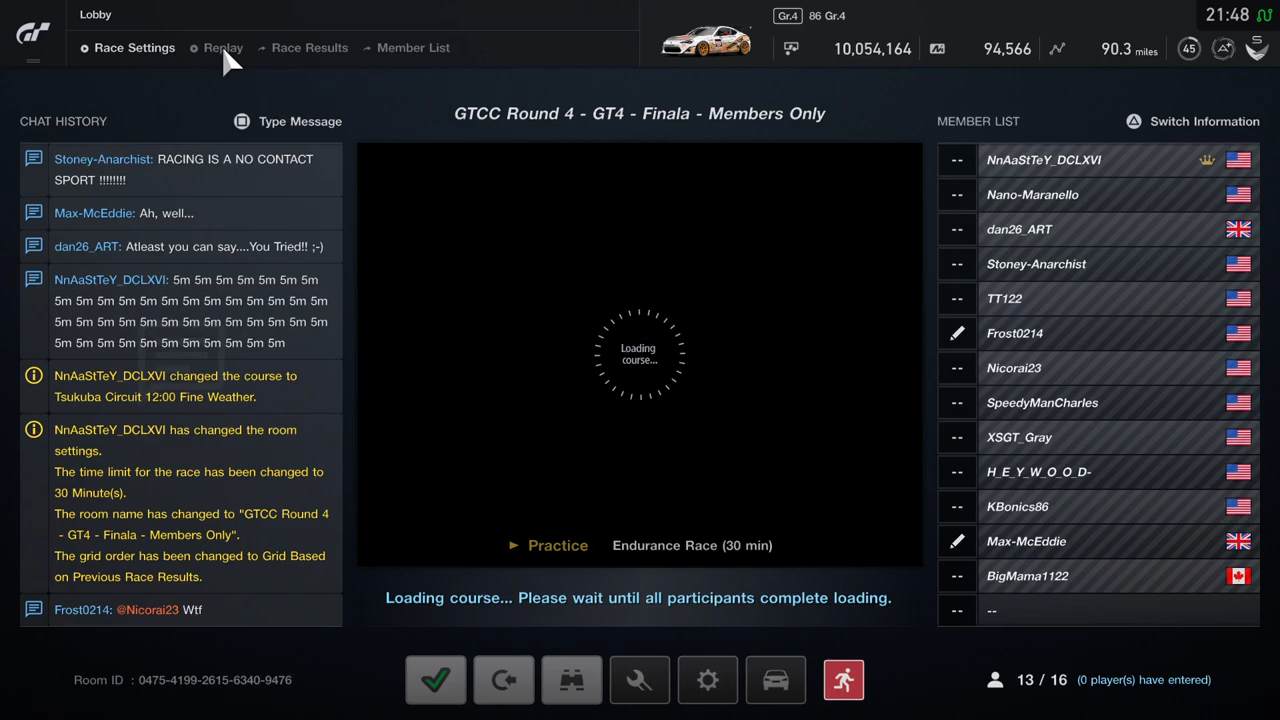 Lobby
Race Settings
Replay
Race Results
Member List
Gr.4 86 Gr.4
10,054,164
94,566
90.3 miles
45
21:48
S
CHAT HISTORY
Type Message
Stoney-Anarchist: RACING IS A NO CONTACT
SPORT !!!!!!!!
Max-McEddie: Ah, well...
dan26_ART: Atleast you can say....You Tried!! ;-)
NnAaStTeY_DCLXVI: 5m 5m 5m 5m 5m 5m 5m
5m 5m 5m 5m 5m 5m 5m 5m 5m 5m 5m 5m 5m
5m 5m 5m 5m 5m 5m 5m 5m 5m 5m 5m 5m 5m
5m 5m 5m 5m 5m 5m 5m 5m 5m 5m 5m
NnAaStTeY_DCLXVI changed the course to
Tsukuba Circuit 12:00 Fine Weather.
NnAaStTeY_DCLXVI has changed the room
settings.
The time limit for the race has been changed to
30 Minute(s).
The room name has changed to "GTCC Round 4
- GT4 - Finala - Members Only".
The grid order has been changed to Grid Based
on Previous Race Results.
Frost0214: @Nicorai23 Wtf
GTCC Round 4 - GT4 - Finala - Members Only
Loading
course...
Practice Endurance Race (30 min)
Loading course... Please wait until all participants complete loading.
MEMBER LIST
Switch Information
-- NnAaStTeY_DCLXVI
-- Nano-Maranello
-- dan26_ART
-- Stoney-Anarchist
-- TT122
Frost0214
-- Nicorai23
-- SpeedyManCharles
-- XSGT_Gray
-- H_E_Y_W_O_O_D-
-- KBonics86
Max-McEddie
-- BigMama1122
-- --
Room ID : 0475-4199-2615-6340-9476
13 / 16 (0 player(s) have entered)